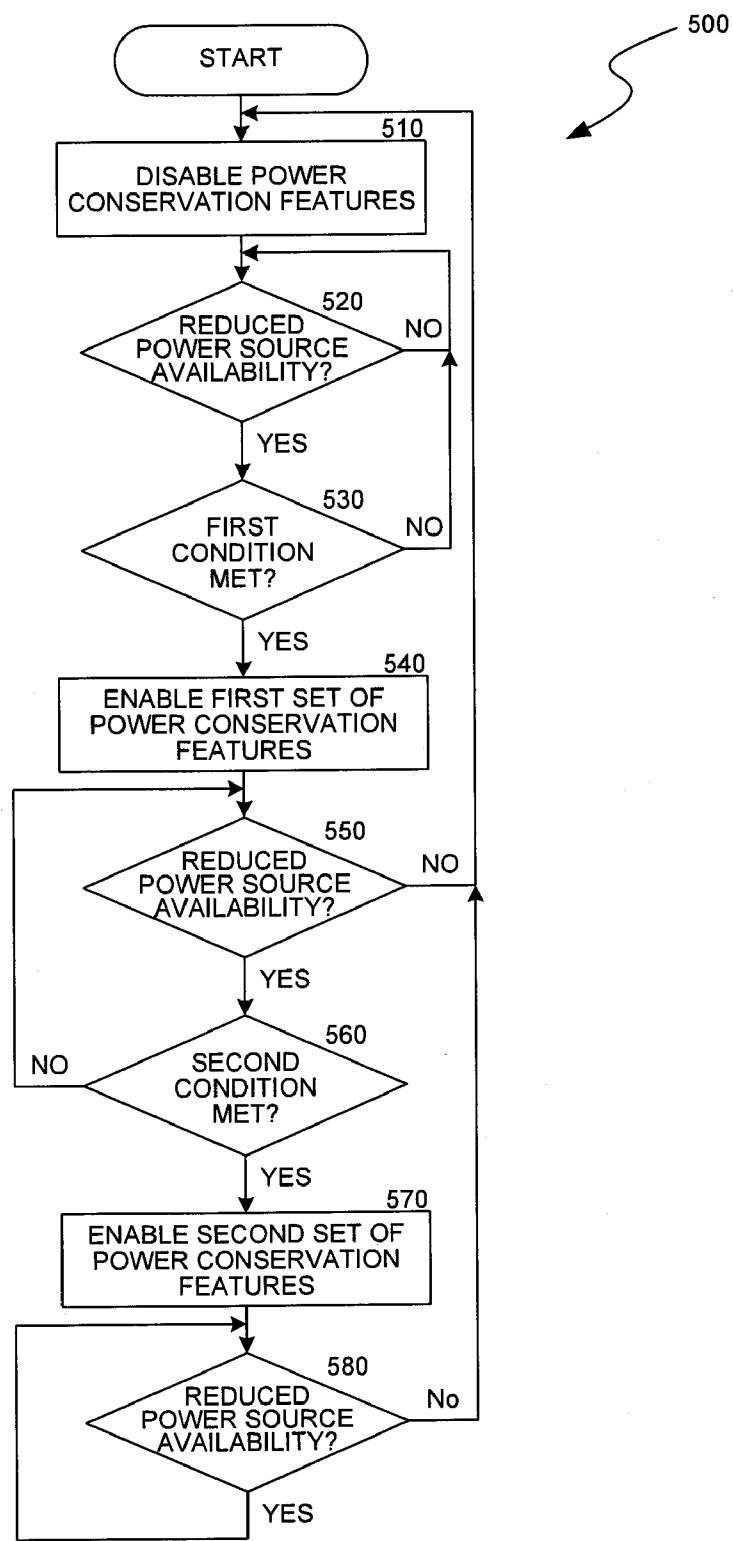 500
START
510
DISABLE POWER
CONSERVATION FEATURES
520
REDUCED
POWER SOURCE
AVAILABILITY?
NO
YES
530
FIRST
CONDITION
MET?
NO
YES
540
ENABLE FIRST SET OF
POWER CONSERVATION
FEATURES
550
REDUCED
POWER SOURCE
AVAILABILITY?
NO
YES
560
SECOND
CONDITION
MET?
NO
YES
570
ENABLE SECOND SET OF
POWER CONSERVATION
FEATURES
580
REDUCED
POWER SOURCE
AVAILABILITY?
No
YES